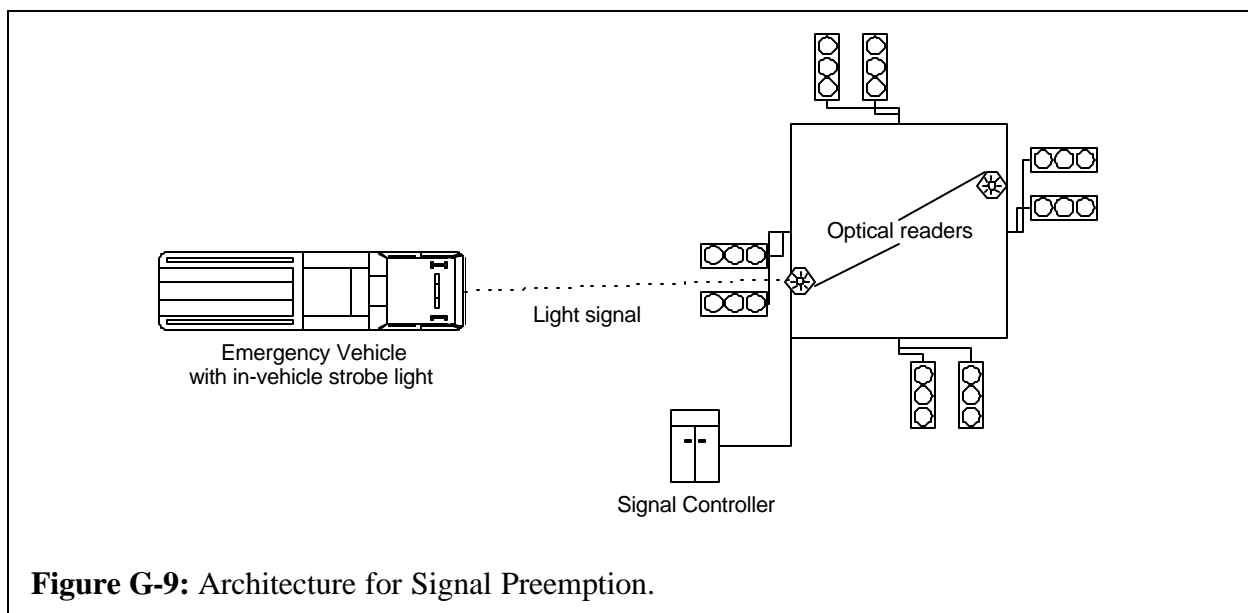 Optical readers
Light signal
Emergency Vehicle
with in-vehicle strobe light
Signal Controller
Figure G-9: Architecture for Signal Preemption.